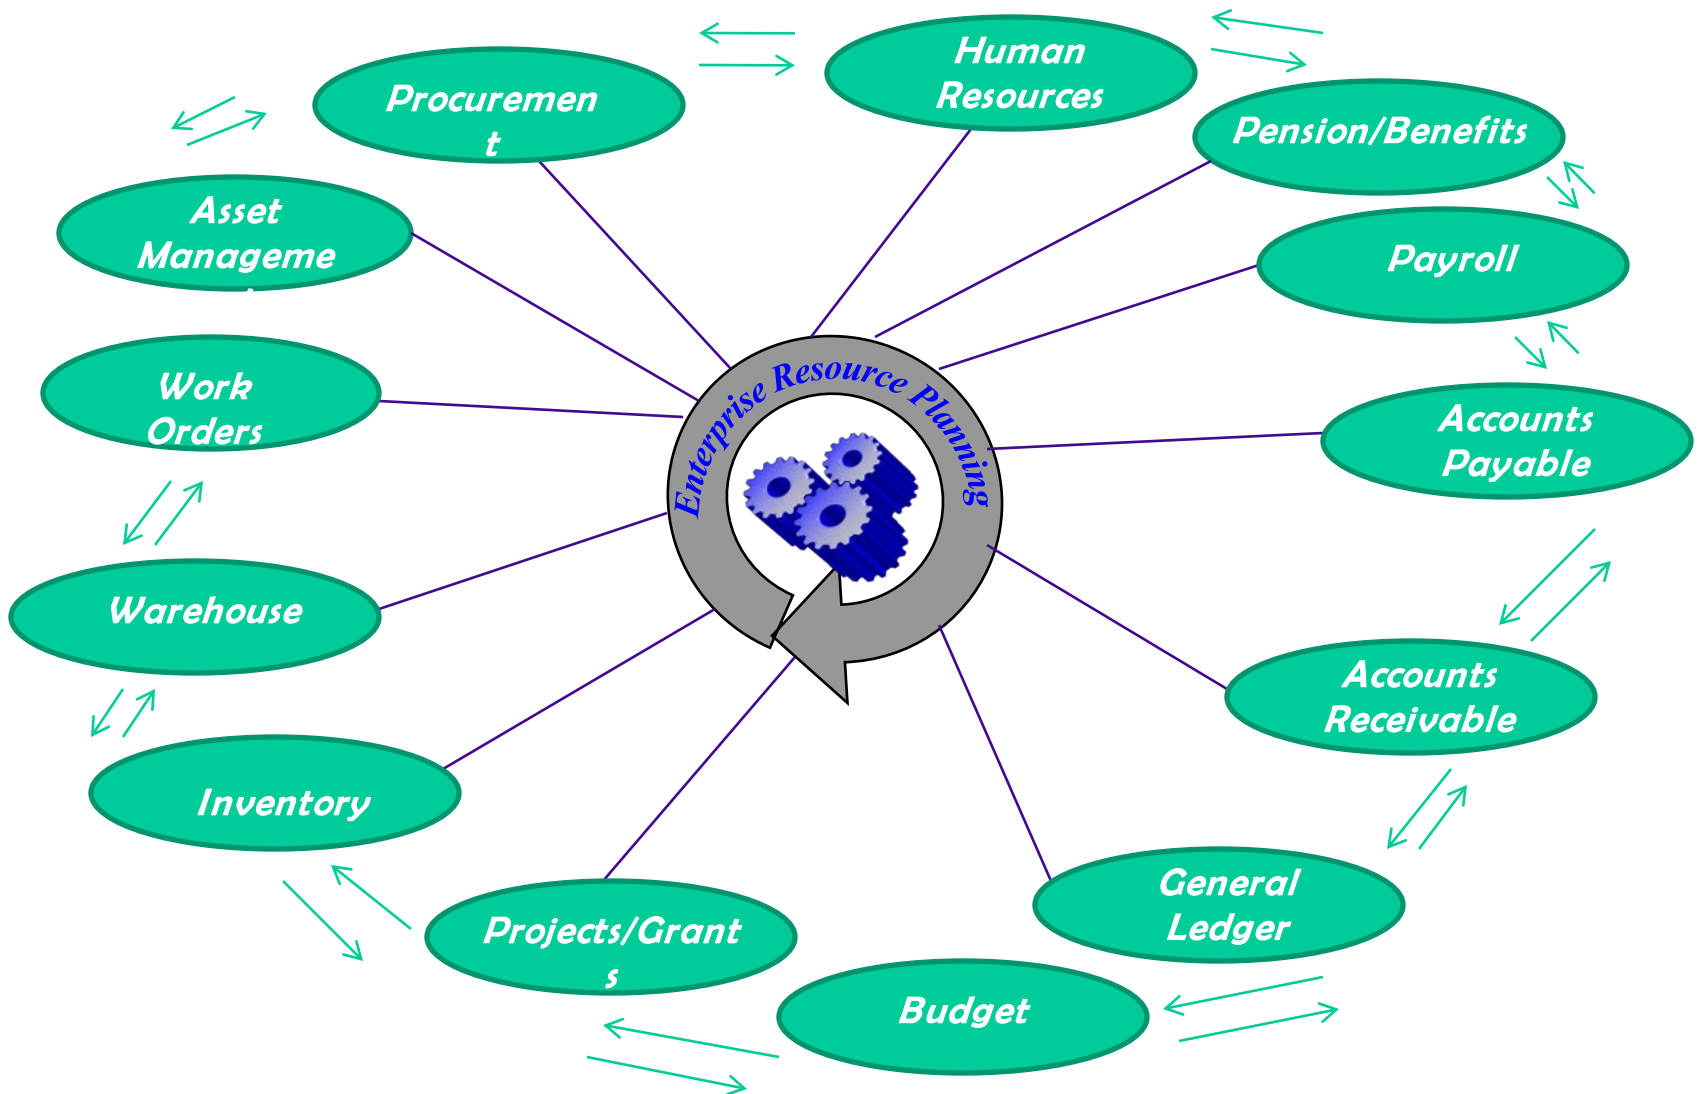 Human
Resources
Procuremen
t
Pension/Benefits
Asset
Manageme
Payroll
Work
Orders
Enterprise Resource Planning
Accounts
Payable
Warehouse
Accounts
Receivable
Inventory
General
Ledger
Projects/Grant
s
Budget